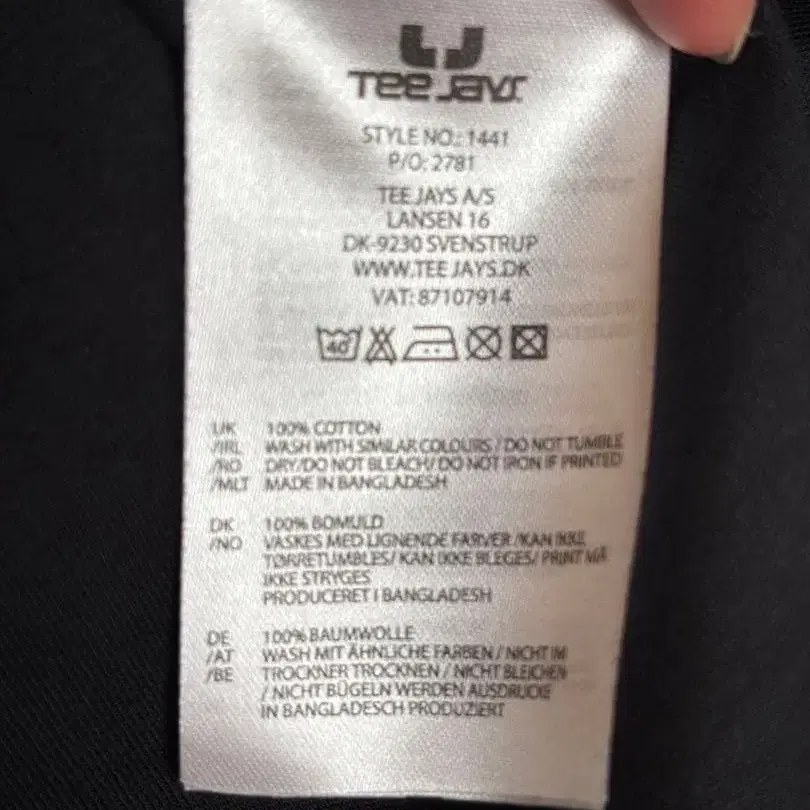 TEE JAYS
STYLE NO.: 1441
P/O: 2781
TEE JAYS A/S
LANSEN 16
DK-9230 SVENSTRUP
WWW.TEEJAYS.DK
VAT: 87107914
40
UK 100% COTTON
/IRL WASH WITH SIMILAR COLOURS / DO NOT TUMBLE
/RO DRY/DO NOT BLEACH/ DO NOT IRON IF PRINTED
/MLT MADE IN BANGLADESH
DK 100% BOMULD
/NO VASKES MED LIGNENDE FARVER /KAN IKKE
TØRRETUMBLES/ KAN IKKE BLEGES/ PRINT MÅ
IKKE STRYGES
PRODUCERET I BANGLADESH
DE 100% BAUMWOLLE
/AT WASH MIT ÄHNLICHE FARBEN / NICHT IM
/BE TROCKNER TROCKNEN / NICHT BLEICHEN
/ NICHT BÜGELN WERDEN AUSDRUCKE
IN BANGLADESCH PRODUZIERT